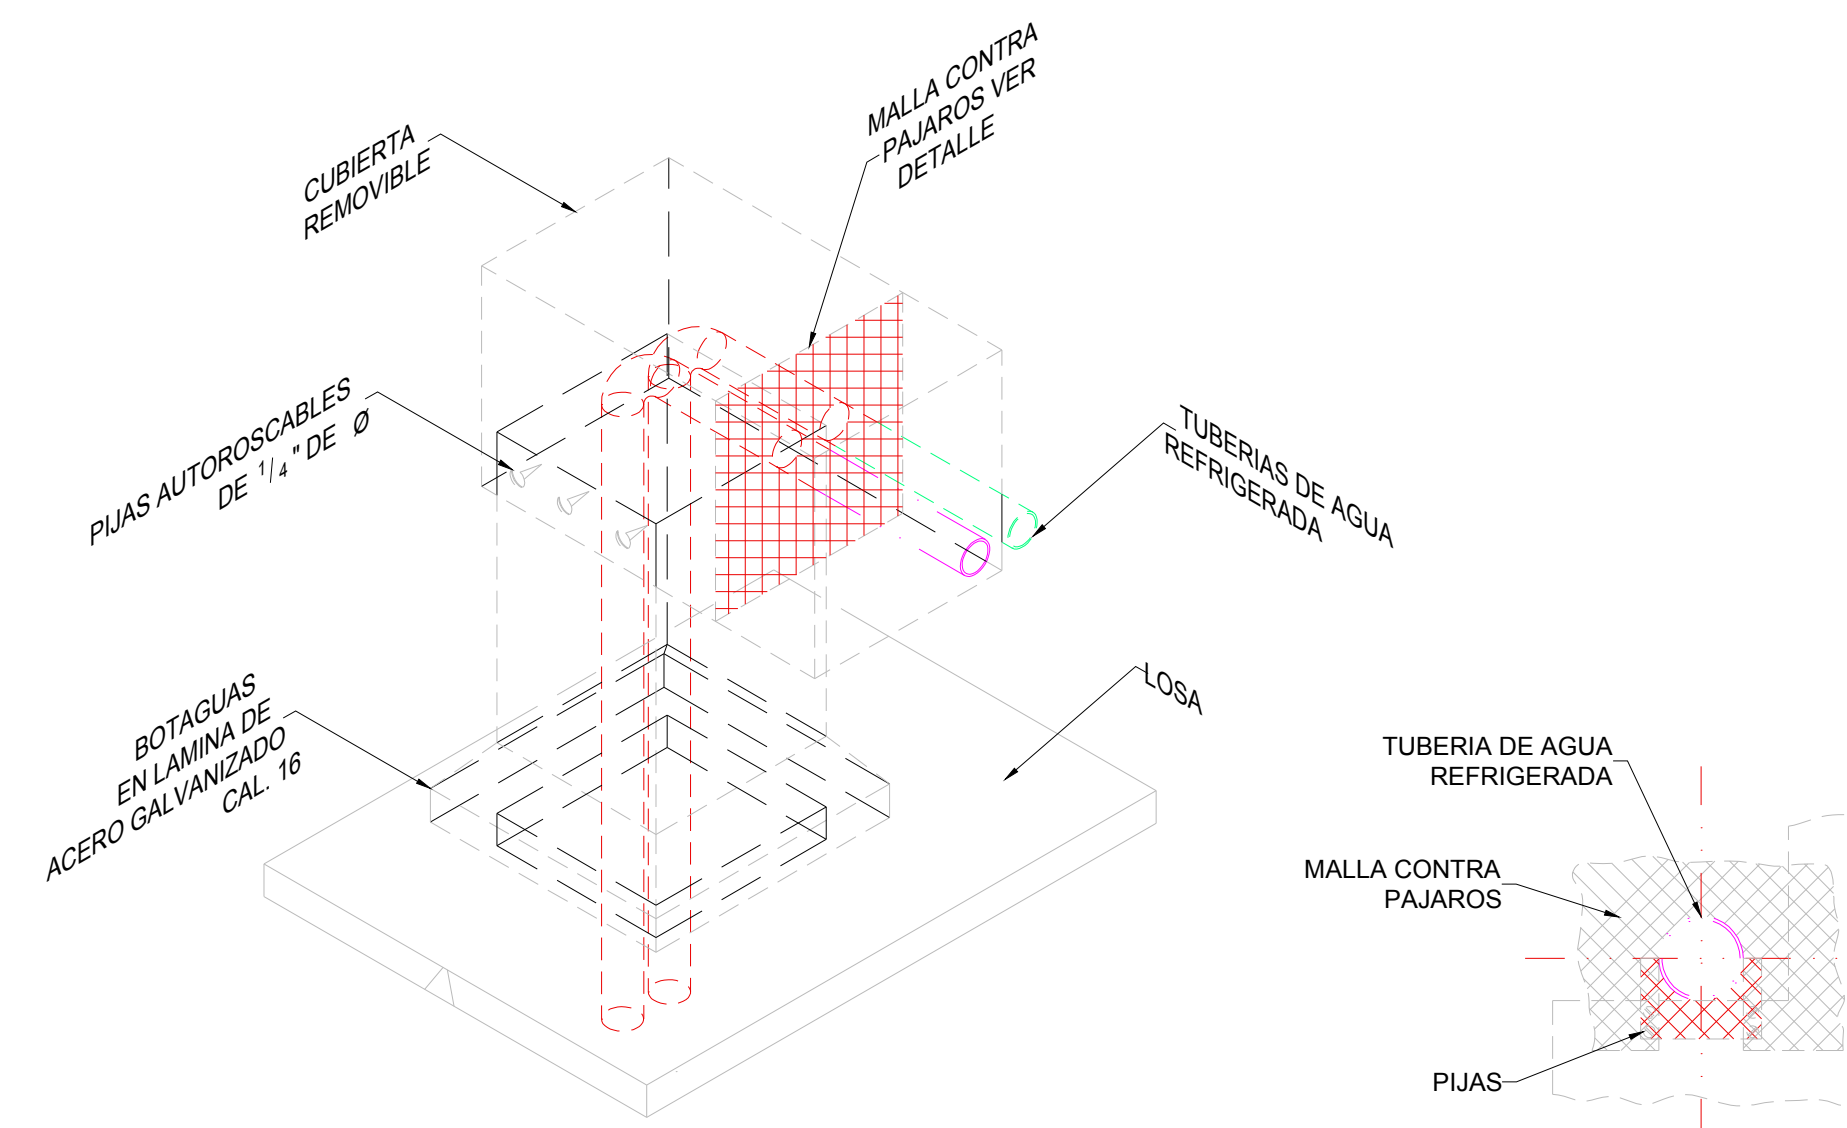 MALLA CONTRA
PAJAROS VER
DETALLE
CUBIERTA
REMOVIBLE
PIJAS AUTOROSCABLES
DE 1/4" DE Ø
TUBERIAS DE AGUA
REFRIGERADA
LOSA
BOTAGUAS
EN LAMINA DE
ACERO GALVANIZADO
CAL. 16
TUBERIA DE AGUA
REFRIGERADA
MALLA CONTRA
PAJAROS
PIJAS